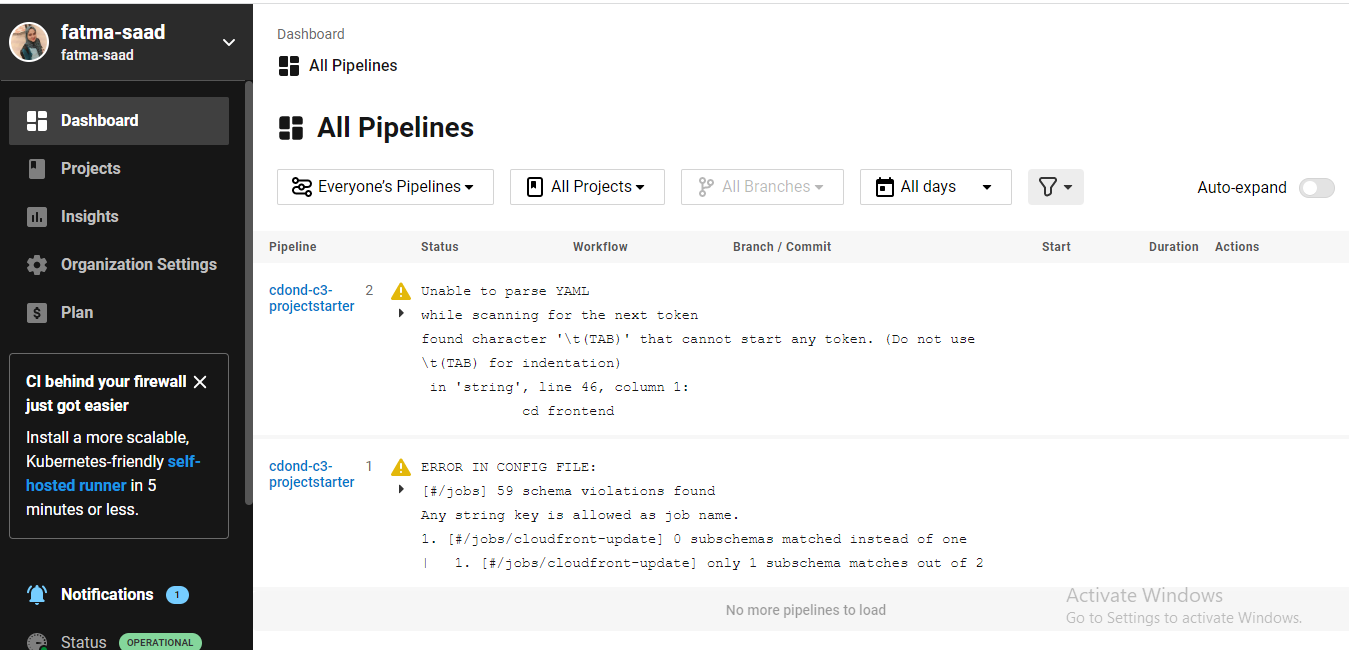 fatma-saad
fatma-saad
Dashboard
Projects
Insights
Organization Settings
Plan
CI behind your firewall
just got easier
Install a more scalable,
Kubernetes-friendly self-
hosted runner in 5
minutes or less.
Notifications 1
Status OPERATIONAL
Dashboard
All Pipelines
All Pipelines
Everyone's Pipelines All Projects All Branches All days Auto-expand
Pipeline Status Workflow Branch / Commit Start Duration Actions
cdond-c3-
projectstarter
2
Unable to parse YAML
while scanning for the next token
found character '\t(TAB)' that cannot start any token. (Do not use
\t(TAB) for indentation)
in 'string', line 46, column 1:
cd frontend
cdond-c3-
projectstarter
1
ERROR IN CONFIG FILE:
[#/jobs] 59 schema violations found
Any string key is allowed as job name.
1. [#/jobs/cloudfront-update] 0 subschemas matched instead of one
|   1. [#/jobs/cloudfront-update] only 1 subschema matches out of 2
No more pipelines to load
Activate Windows
Go to Settings to activate Windows.